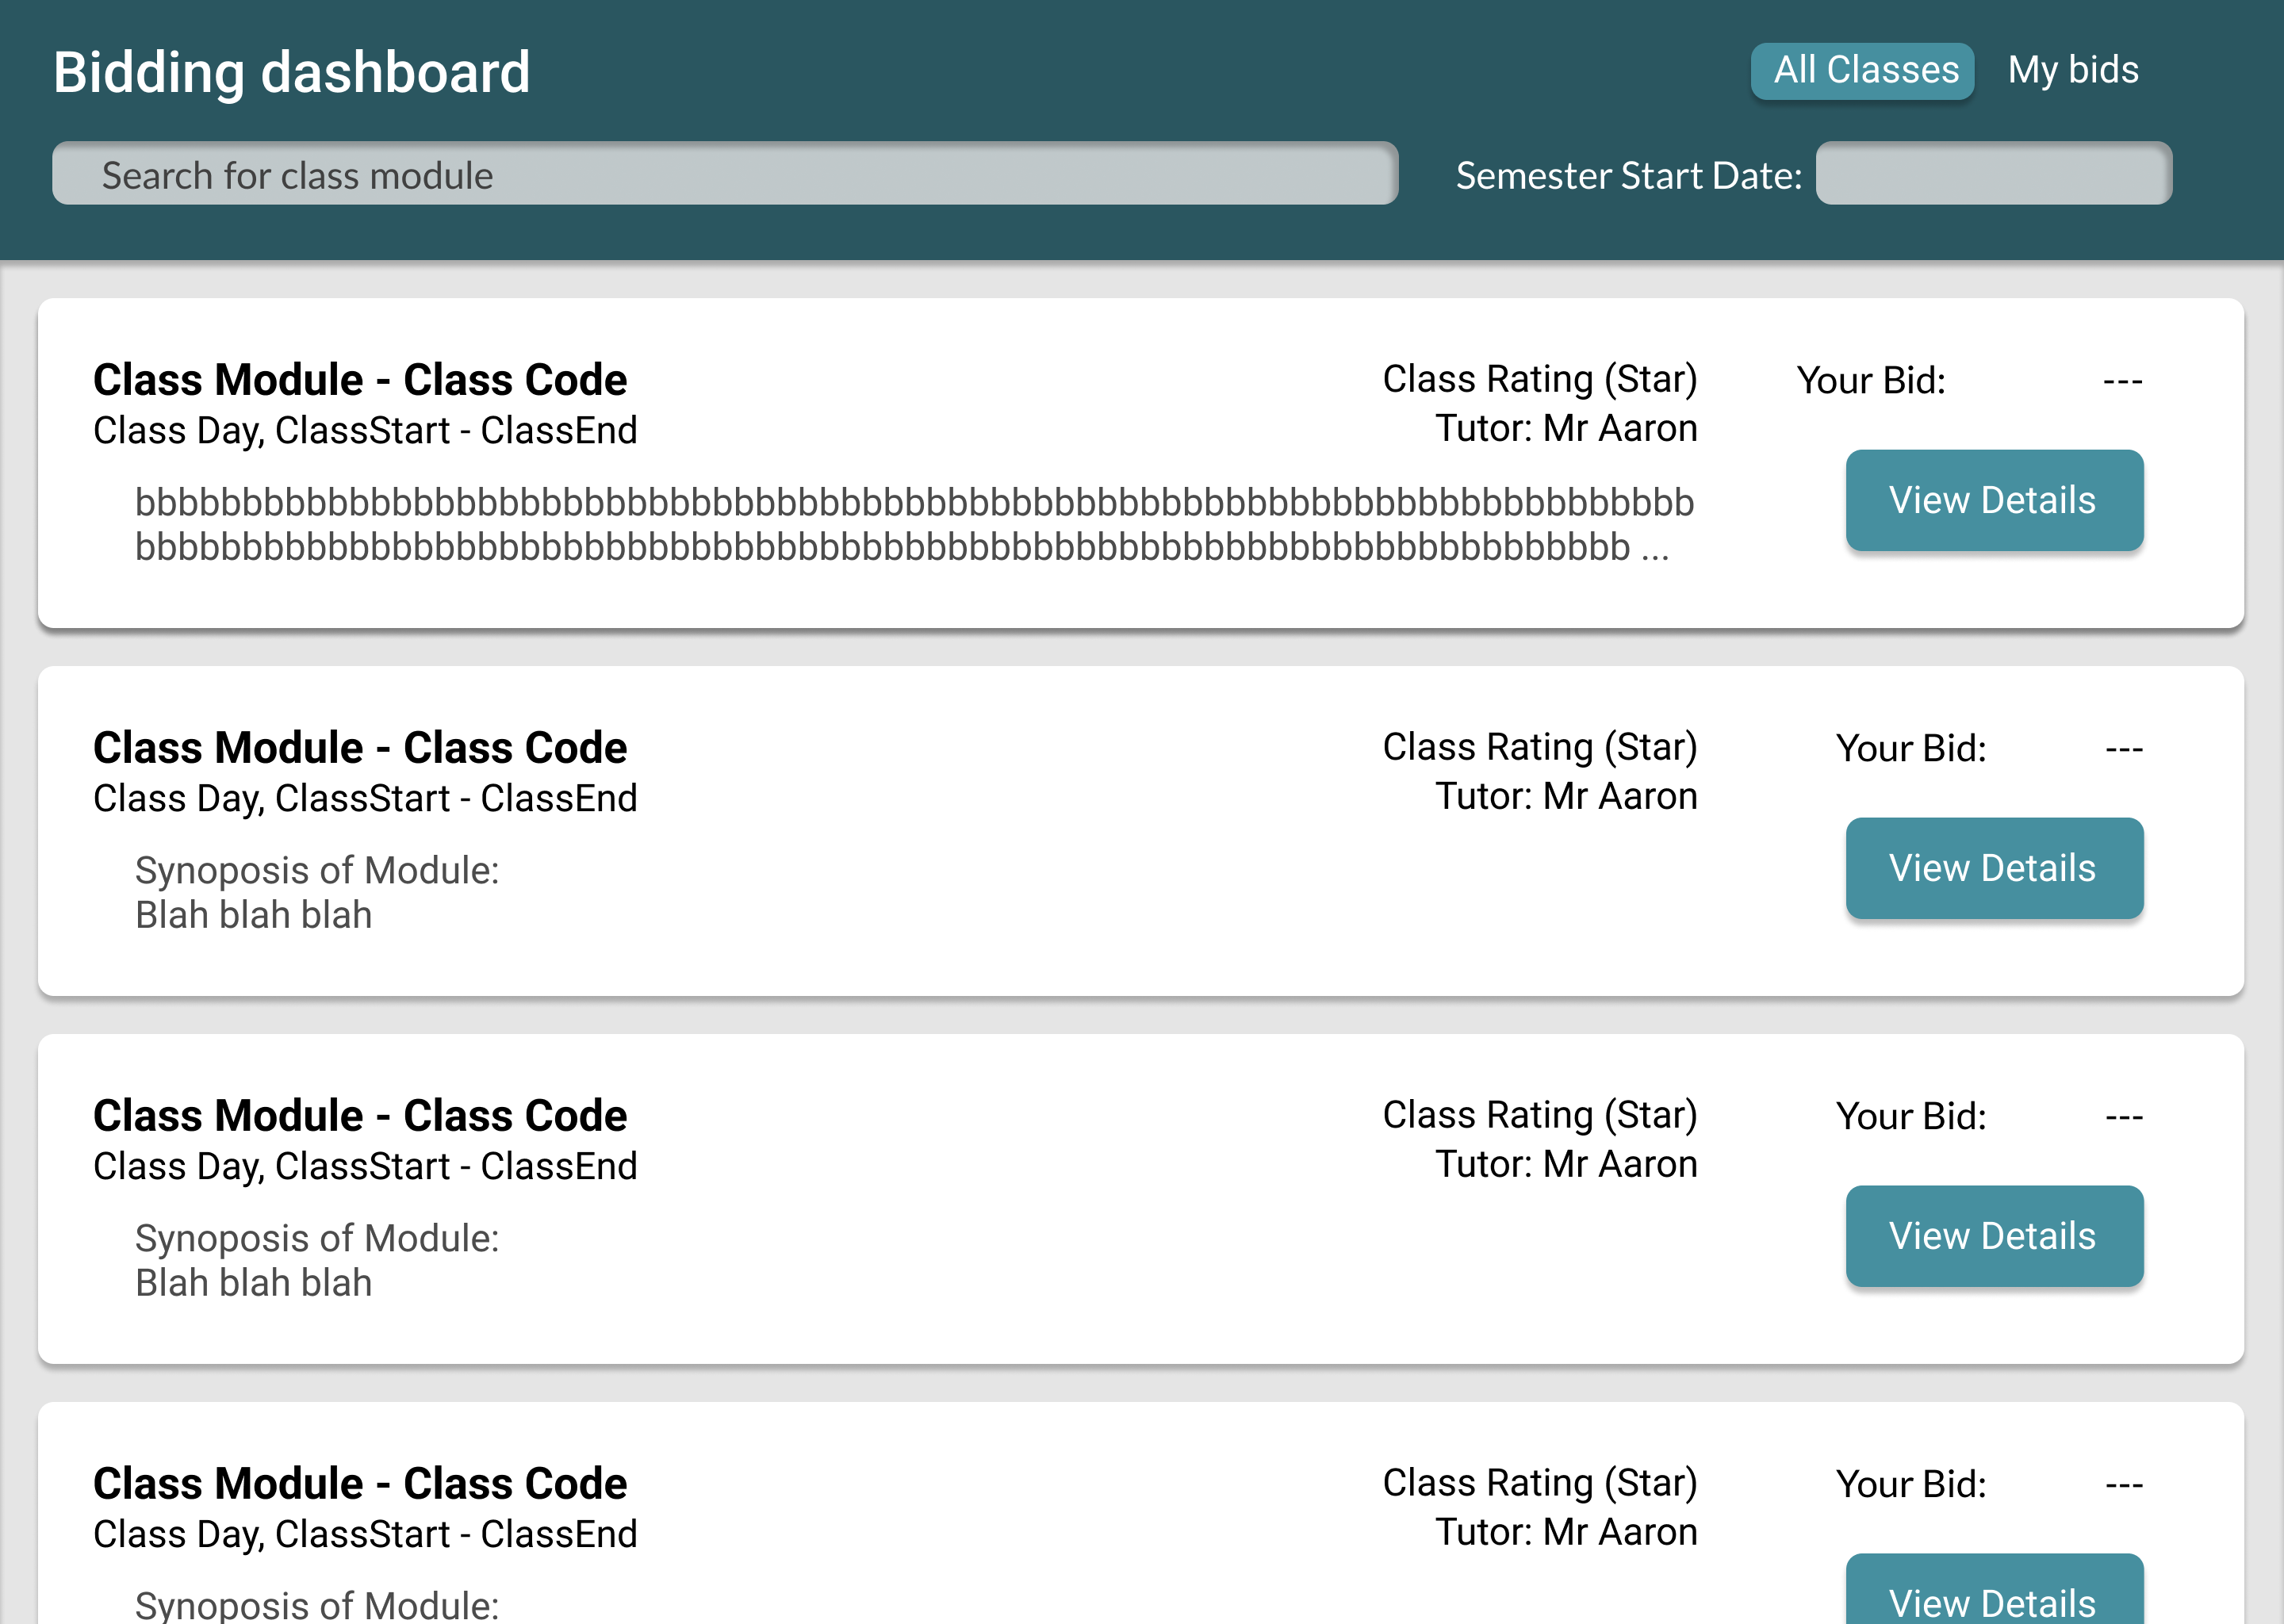 Bidding dashboard
All Classes
My bids
Search for class module
Semester Start Date:
Class Module - Class Code
Class Day, ClassStart - ClassEnd
Class Rating (Star)
Tutor: Mr Aaron
Your Bid: ---
bbbbbbbbbbbbbbbbbbbbbbbbbbbbbbbbbbbbbbbbbbbbbbbbbbbbbbbbbbbbbbbbbbbbbbbbb
bbbbbbbbbbbbbbbbbbbbbbbbbbbbbbbbbbbbbbbbbbbbbbbbbbbbbbbbbbbbbbbbbbbbbb ...
View Details
Class Module - Class Code
Class Day, ClassStart - ClassEnd
Class Rating (Star)
Tutor: Mr Aaron
Your Bid: ---
Synoposis of Module:
Blah blah blah
View Details
Class Module - Class Code
Class Day, ClassStart - ClassEnd
Class Rating (Star)
Tutor: Mr Aaron
Your Bid: ---
Synoposis of Module:
Blah blah blah
View Details
Class Module - Class Code
Class Day, ClassStart - ClassEnd
Class Rating (Star)
Tutor: Mr Aaron
Your Bid: ---
Synoposis of Module:
View Details